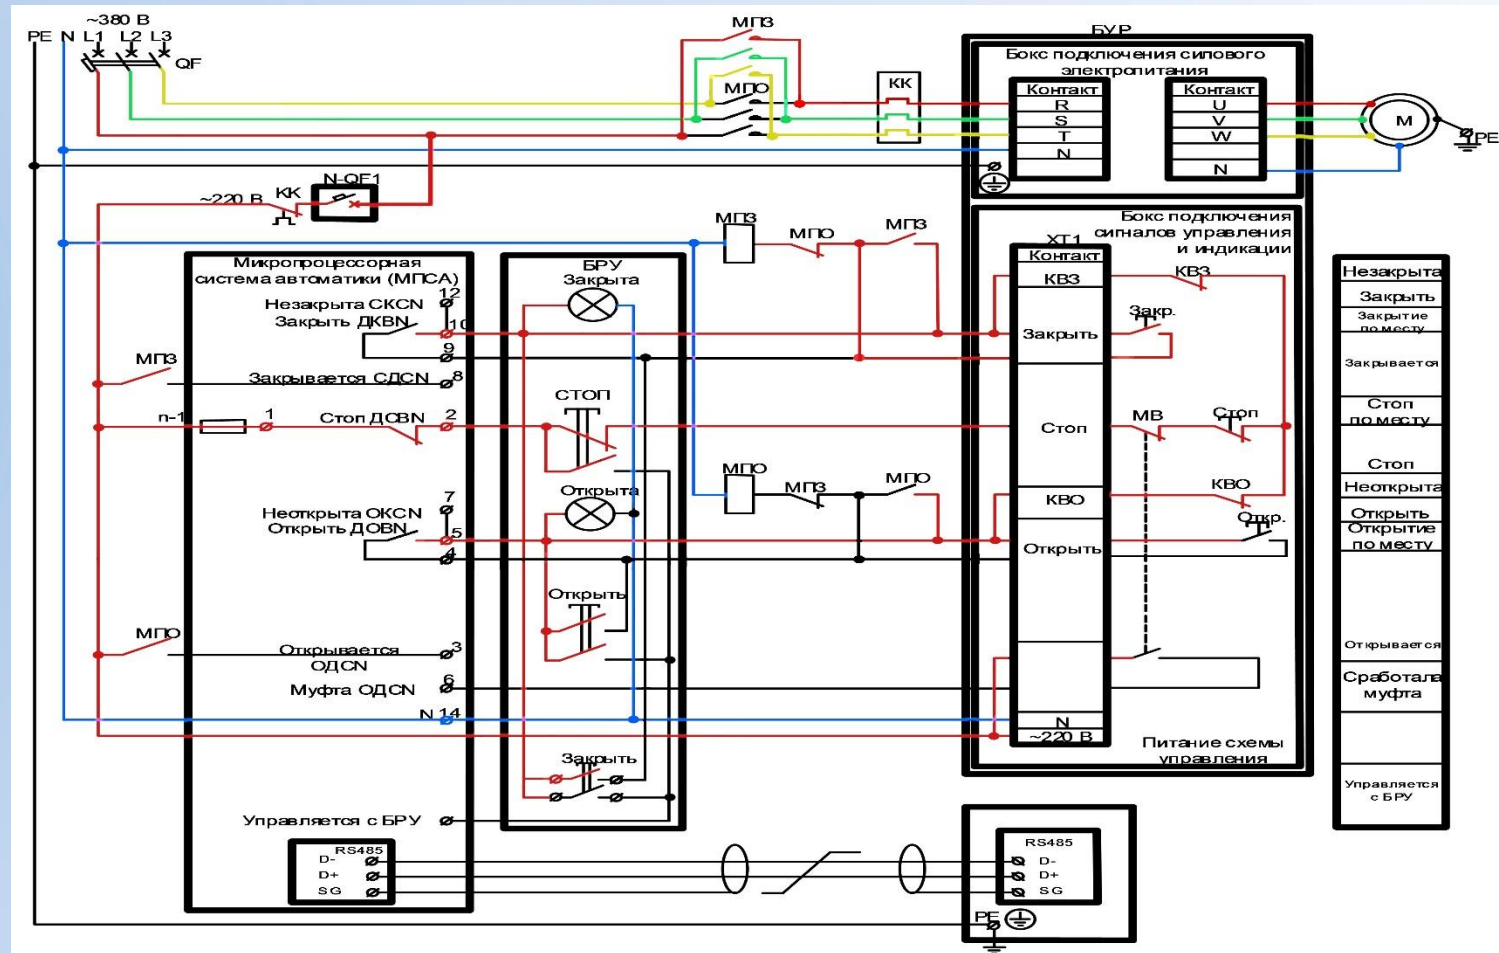 ~380 В
PE N L1 L2 L3
QF
МПЗ
МПО
КК
БУР
Бокс подключения силового
электропитания
Контакт
R
S
T
N
Контакт
U
V
W
N
М
PE
~220 В
КК
N-QF1
МПЗ
МПО
МПЗ
Бокс подключения
сигналов управления
и индикации
XT1
Контакт
КВЗ
Закрыть
Стоп
КВО
Открыть
N
~220 В
КВЗ
Закр.
МВ
Стоп
КВО
Откр.
Питание схемы
управления
Микропроцессорная
система автоматики (МПСА)
Незакрыта СКСN
12
Закрыть ДКВN
10
9
МПЗ
Закрывается СДСN
8
n-1
1
Стоп ДСВN
2
7
Неоткрыта ОКСN
Открыть ДОВN
5
4
МПО
Открывается
ОДСN
3
Муфта ОДСN
6
N 14
Управляется с БРУ
RS485
D-
D+
SG
БРУ
Закрыта
СТОП
Открыта
Открыть
Закрыть
МПО
МПЗ
МПО
RS485
D-
D+
SG
PE
Незакрыта
Закрыть
Закрытие
по месту
Закрывается
Стоп
по месту
Стоп
Неоткрыта
Открыть
Открытие
по месту
Открывается
Сработала
муфта
Управляется
с БРУ